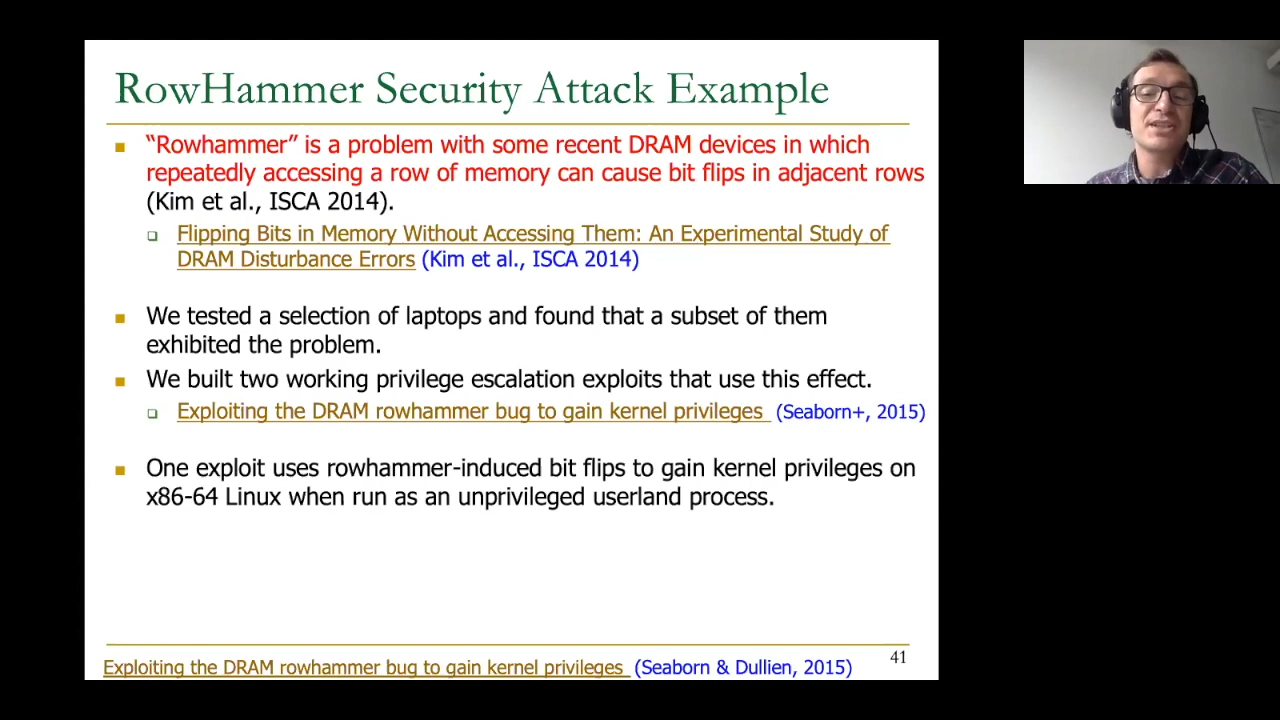 RowHammer Security Attack Example
“Rowhammer” is a problem with some recent DRAM devices in which
repeatedly accessing a row of memory can cause bit flips in adjacent rows
(Kim et al., ISCA 2014).
Flipping Bits in Memory Without Accessing Them: An Experimental Study of
DRAM Disturbance Errors (Kim et al., ISCA 2014)
We tested a selection of laptops and found that a subset of them
exhibited the problem.
We built two working privilege escalation exploits that use this effect.
Exploiting the DRAM rowhammer bug to gain kernel privileges (Seaborn+, 2015)
One exploit uses rowhammer-induced bit flips to gain kernel privileges on
x86-64 Linux when run as an unprivileged userland process.
Exploiting the DRAM rowhammer bug to gain kernel privileges (Seaborn & Dullien, 2015)
41